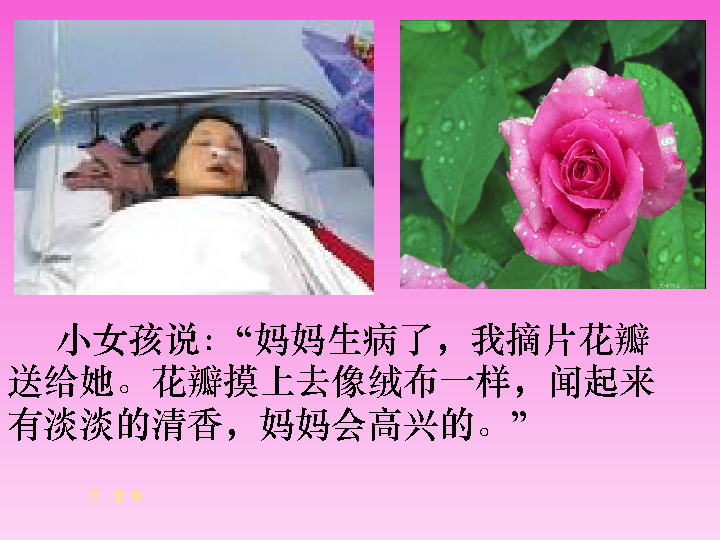 小女孩说:“妈妈生病了，我摘片花瓣
送给她。花瓣摸上去像绒布一样，闻起来
有淡淡的清香，妈妈会高兴的。”